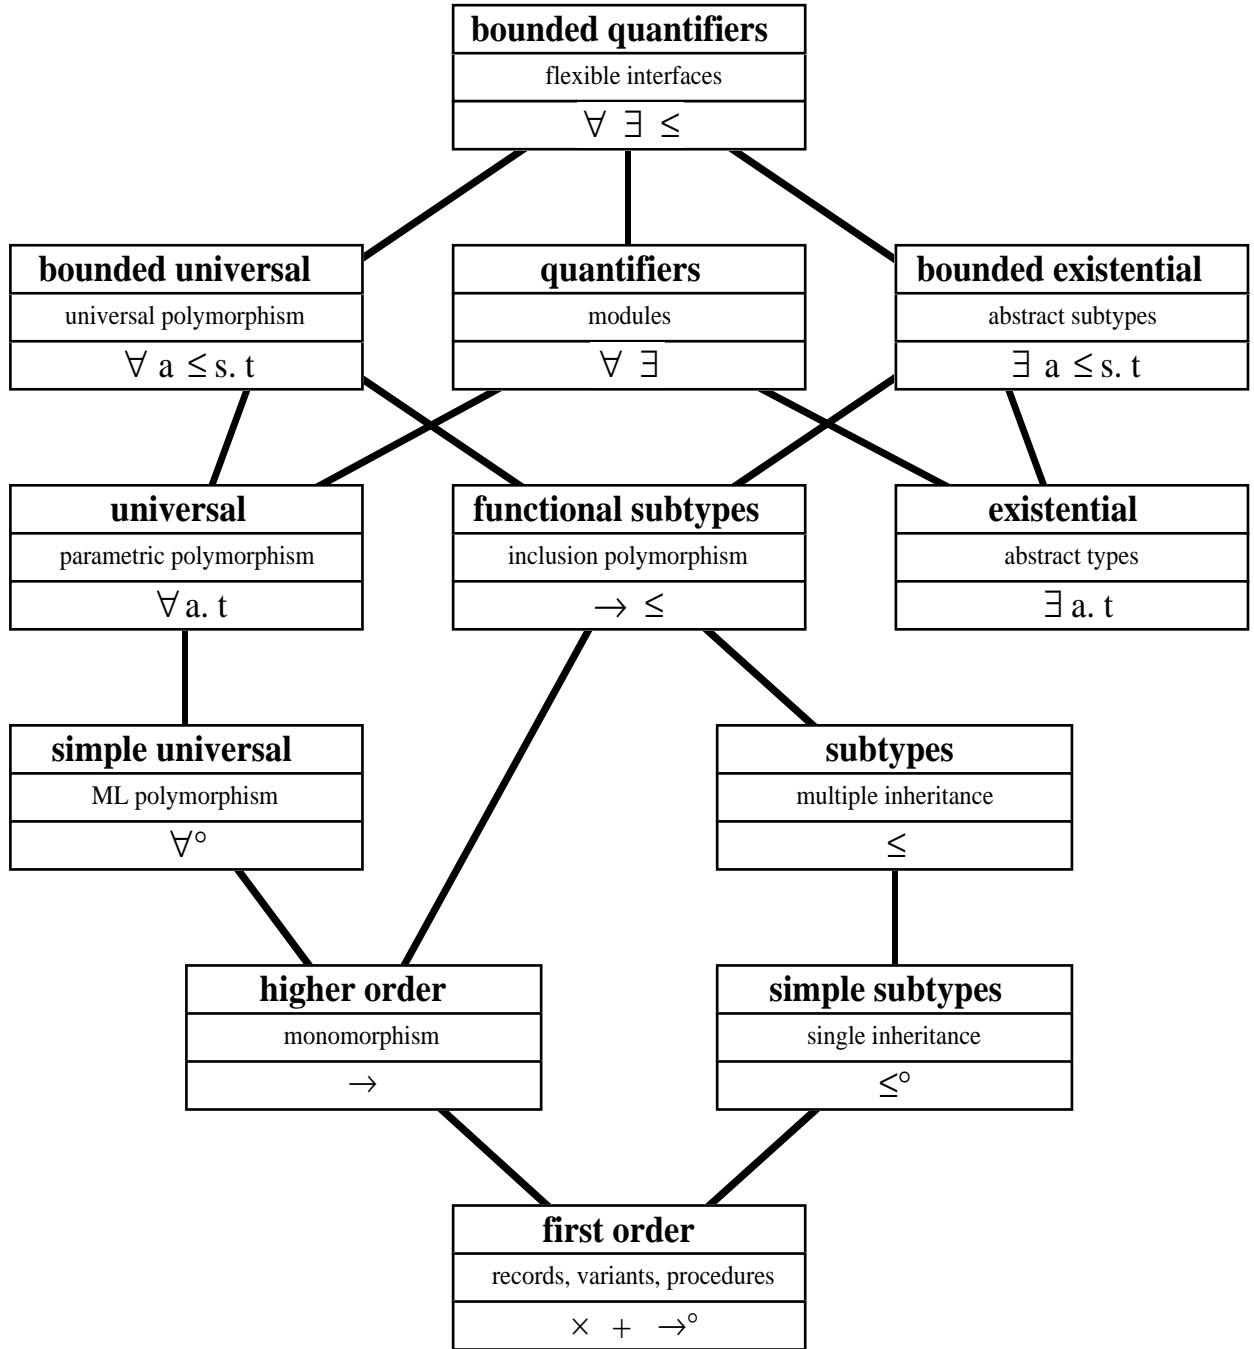 bounded quantifiers
flexible interfaces
∀ ∃ ≤
bounded universal
universal polymorphism
∀ a ≤ s. t
quantifiers
modules
∀ ∃
bounded existential
abstract subtypes
∃ a ≤ s. t
universal
parametric polymorphism
∀ a. t
functional subtypes
inclusion polymorphism
→ ≤
existential
abstract types
∃ a. t
simple universal
ML polymorphism
∀°
subtypes
multiple inheritance
≤
higher order
monomorphism
→
simple subtypes
single inheritance
≤°
first order
records, variants, procedures
× + →°